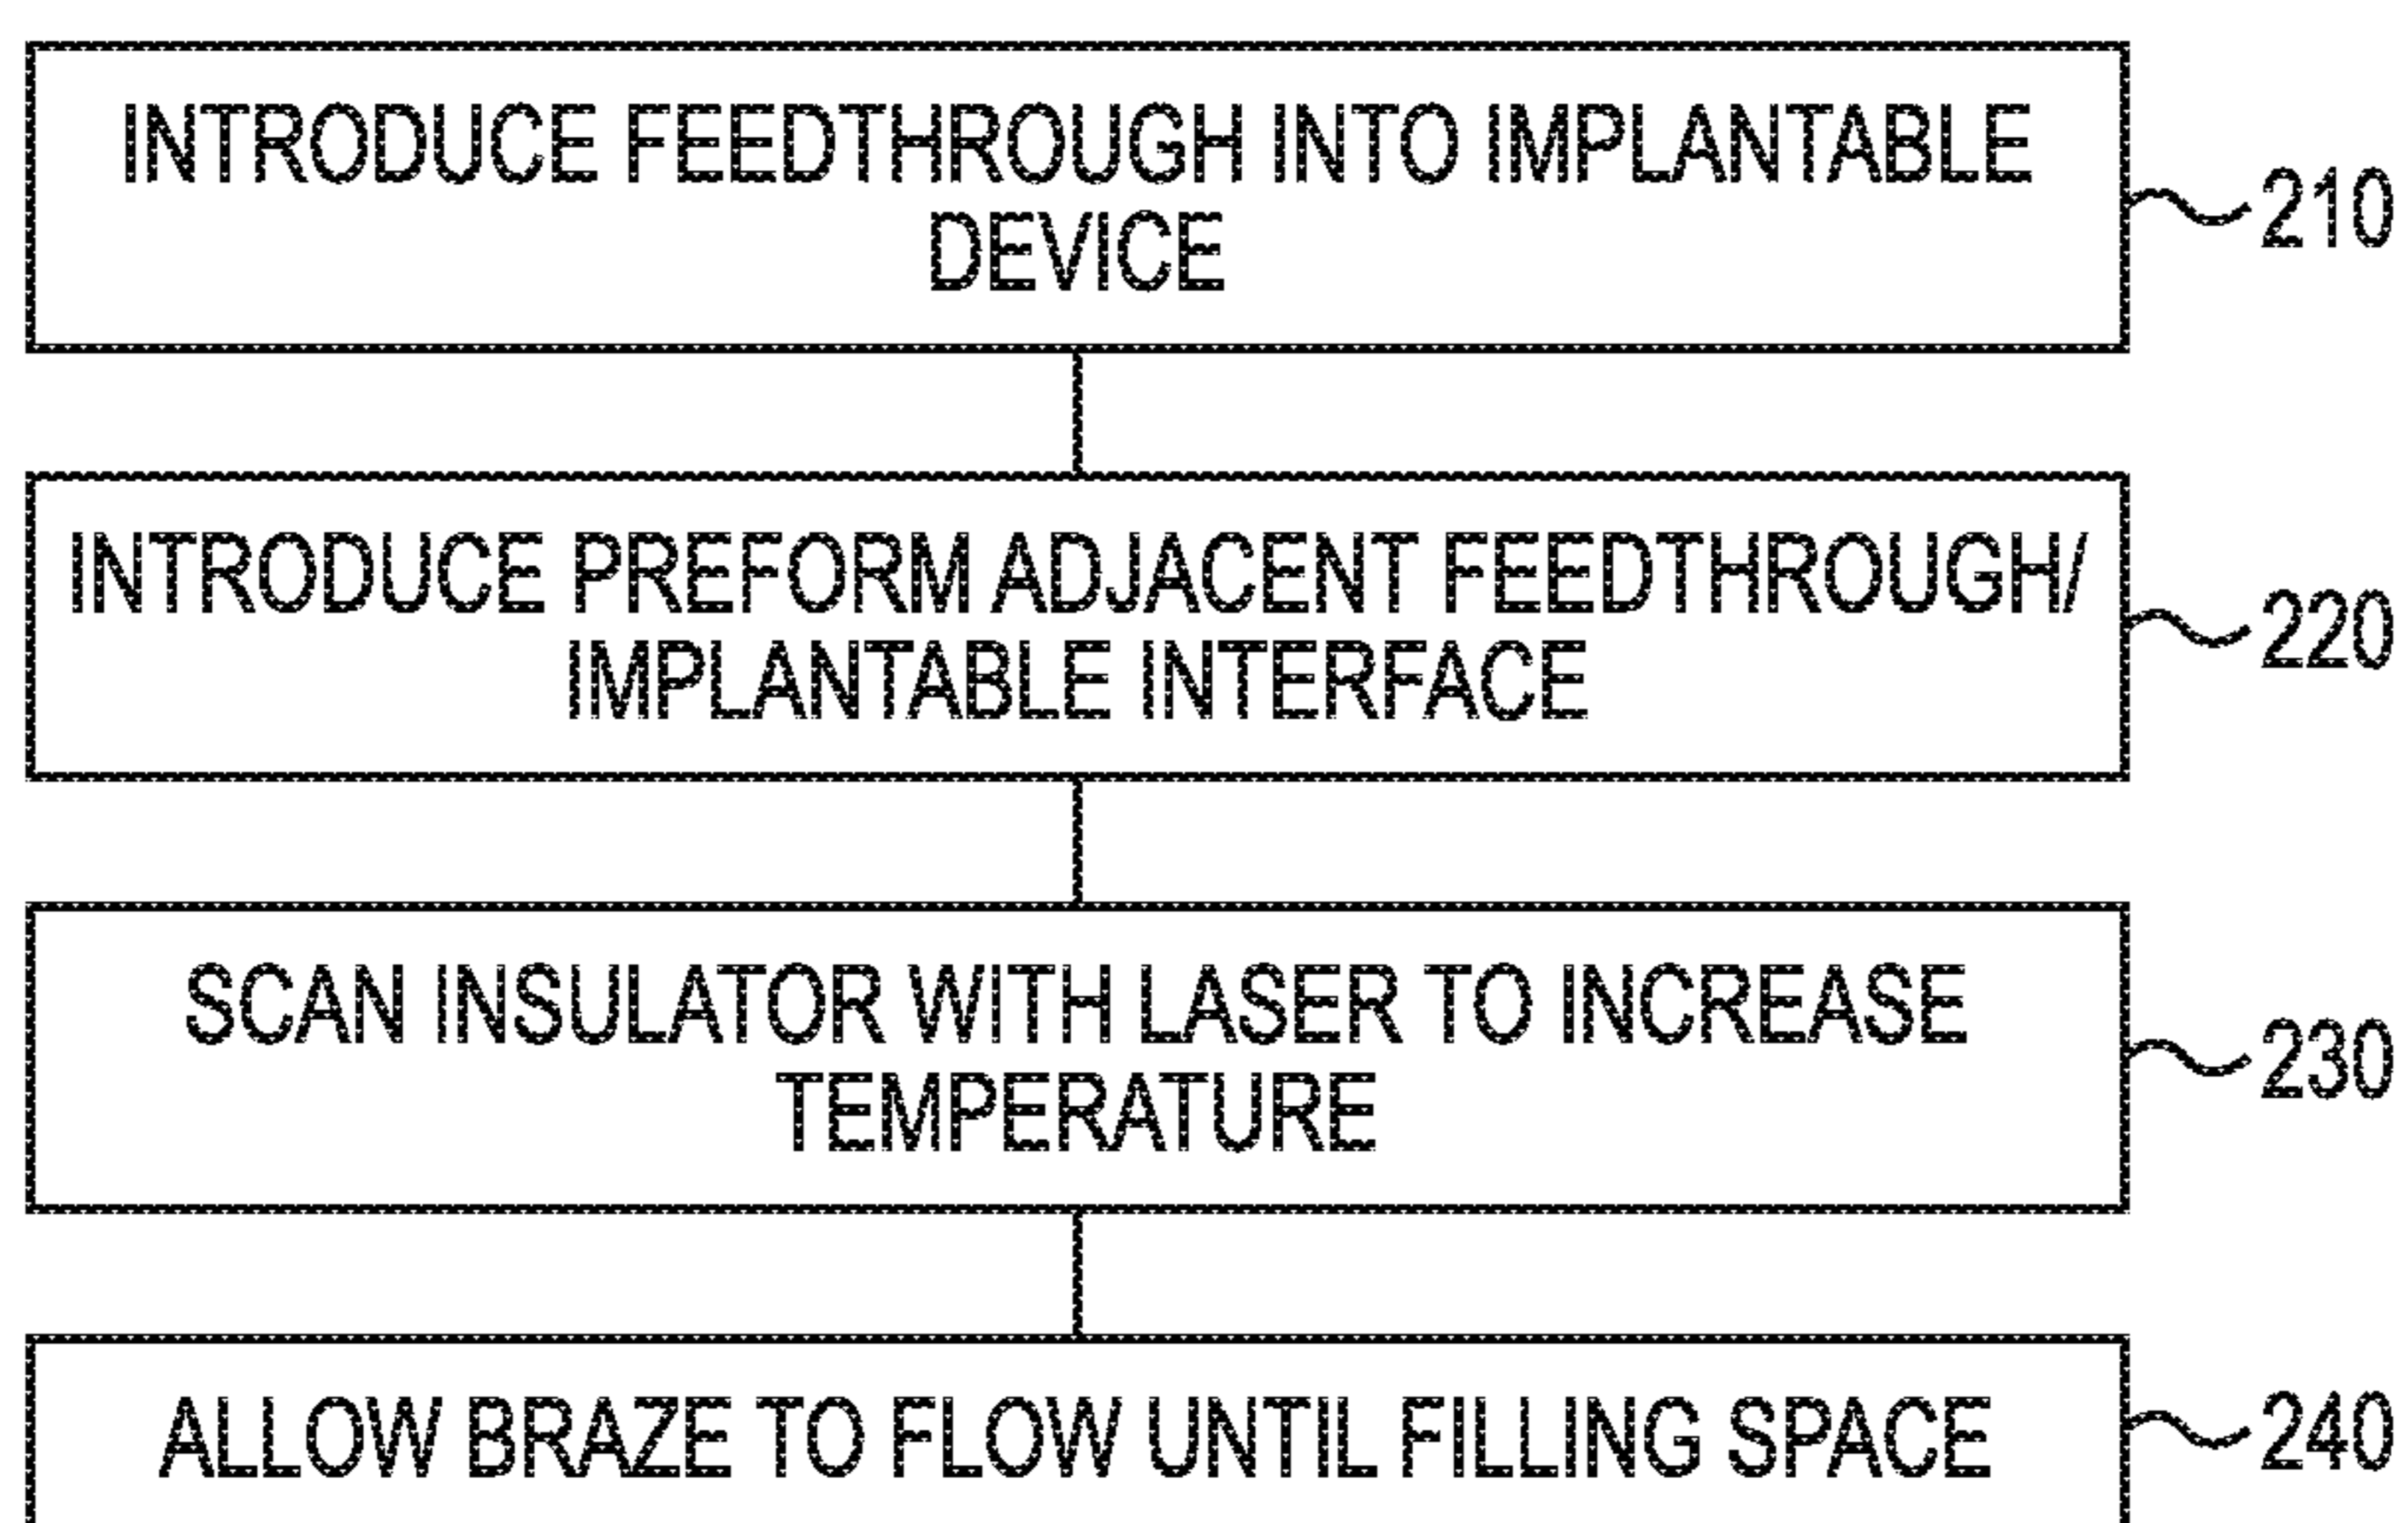 INTRODUCE FEEDTHROUGH INTO IMPLANTABLE
DEVICE
210
INTRODUCE PREFORM ADJACENT FEEDTHROUGH/
IMPLANTABLE INTERFACE
220
SCAN INSULATOR WITH LASER TO INCREASE
TEMPERATURE
230
ALLOW BRAZE TO FLOW UNTIL FILLING SPACE
240